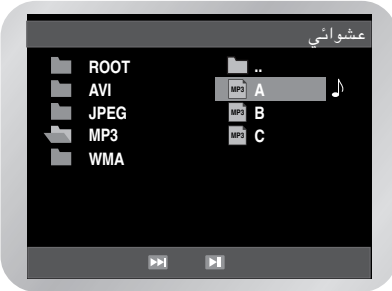 عشوائي
ROOT ..
AVI MP3 A
JPEG MP3 B
MP3 MP3 C
WMA